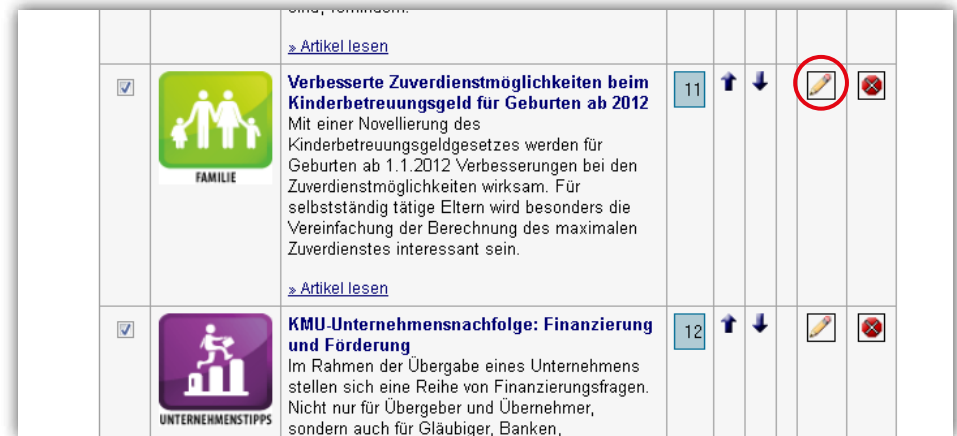 » Artikel lesen
Verbesserte Zuverdienstmöglichkeiten beim
Kinderbetreuungsgeld für Geburten ab 2012
11
Mit einer Novellierung des
Kinderbetreuungsgeldgesetzes werden für
Geburten ab 1.1.2012 Verbesserungen bei den
Zuverdienstmöglichkeiten wirksam. Für
selbstständig tätige Eltern wird besonders die
Vereinfachung der Berechnung des maximalen
Zuverdienstes interessant sein.
FAMILIE
» Artikel lesen
KMU-Unternehmensnachfolge: Finanzierung
und Förderung
12
Im Rahmen der Übergabe eines Unternehmens
stellen sich eine Reihe von Finanzierungsfragen.
Nicht nur für Übergeber und Übernehmer,
sondern auch für Gläubiger, Banken,
UNTERNEHMENSTIPPS